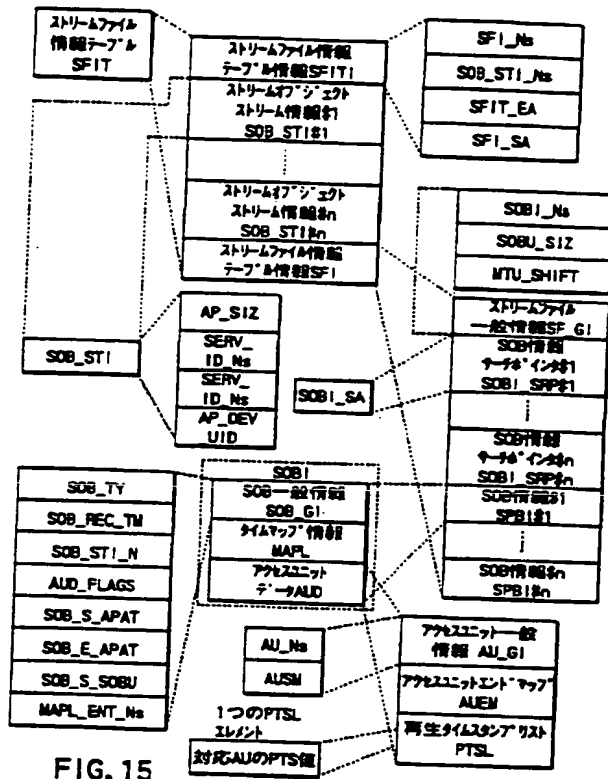 ストリームファイル
情報テーブル
SFIT
ストリームファイル情報
テーブル情報SFITI
ストリームオブジェクト
ストリーム情報#1
SOB_STI#1
ストリームオブジェクト
ストリーム情報#n
SOB_STI#n
ストリームファイル情報
テーブル情報SFI
SFI_Ns
SOB_STI_Ns
SFIT_EA
SFI_SA
SOBI_Ns
SOBU_SIZ
MTU_SHIFT
ストリームファイル
一般情報SF_GI
SOB情報
サーチポインタ#1
SOBI_SRP#1
SOB情報
サーチポインタ#n
SOBI_SRP#n
SOB情報#1
SPBI#1
SOB情報#n
SPBI#n
SOB_STI
AP_SIZ
SERV_
ID_Ns
SERV_
ID_Ns
AP_DEV
UID
SOBI_SA
SOB_TY
SOB_REC_TM
SOB_STI_N
AUD_FLAGS
SOB_S_APAT
SOB_E_APAT
SOB_S_SOBU
MAPL_ENT_Ns
SOBI
SOB一般情報
SOB_GI
タイムマップ情報
MAPL
アクセスユニット
データAUD
AU_Ns
AUSM
アクセスユニット一般
情報 AU_GI
アクセスユニットエンドマップ
AUEM
再生タイムスタンプリスト
PTSL
1つのPTSL
エレメント
対応AUのPTS値
FIG. 15